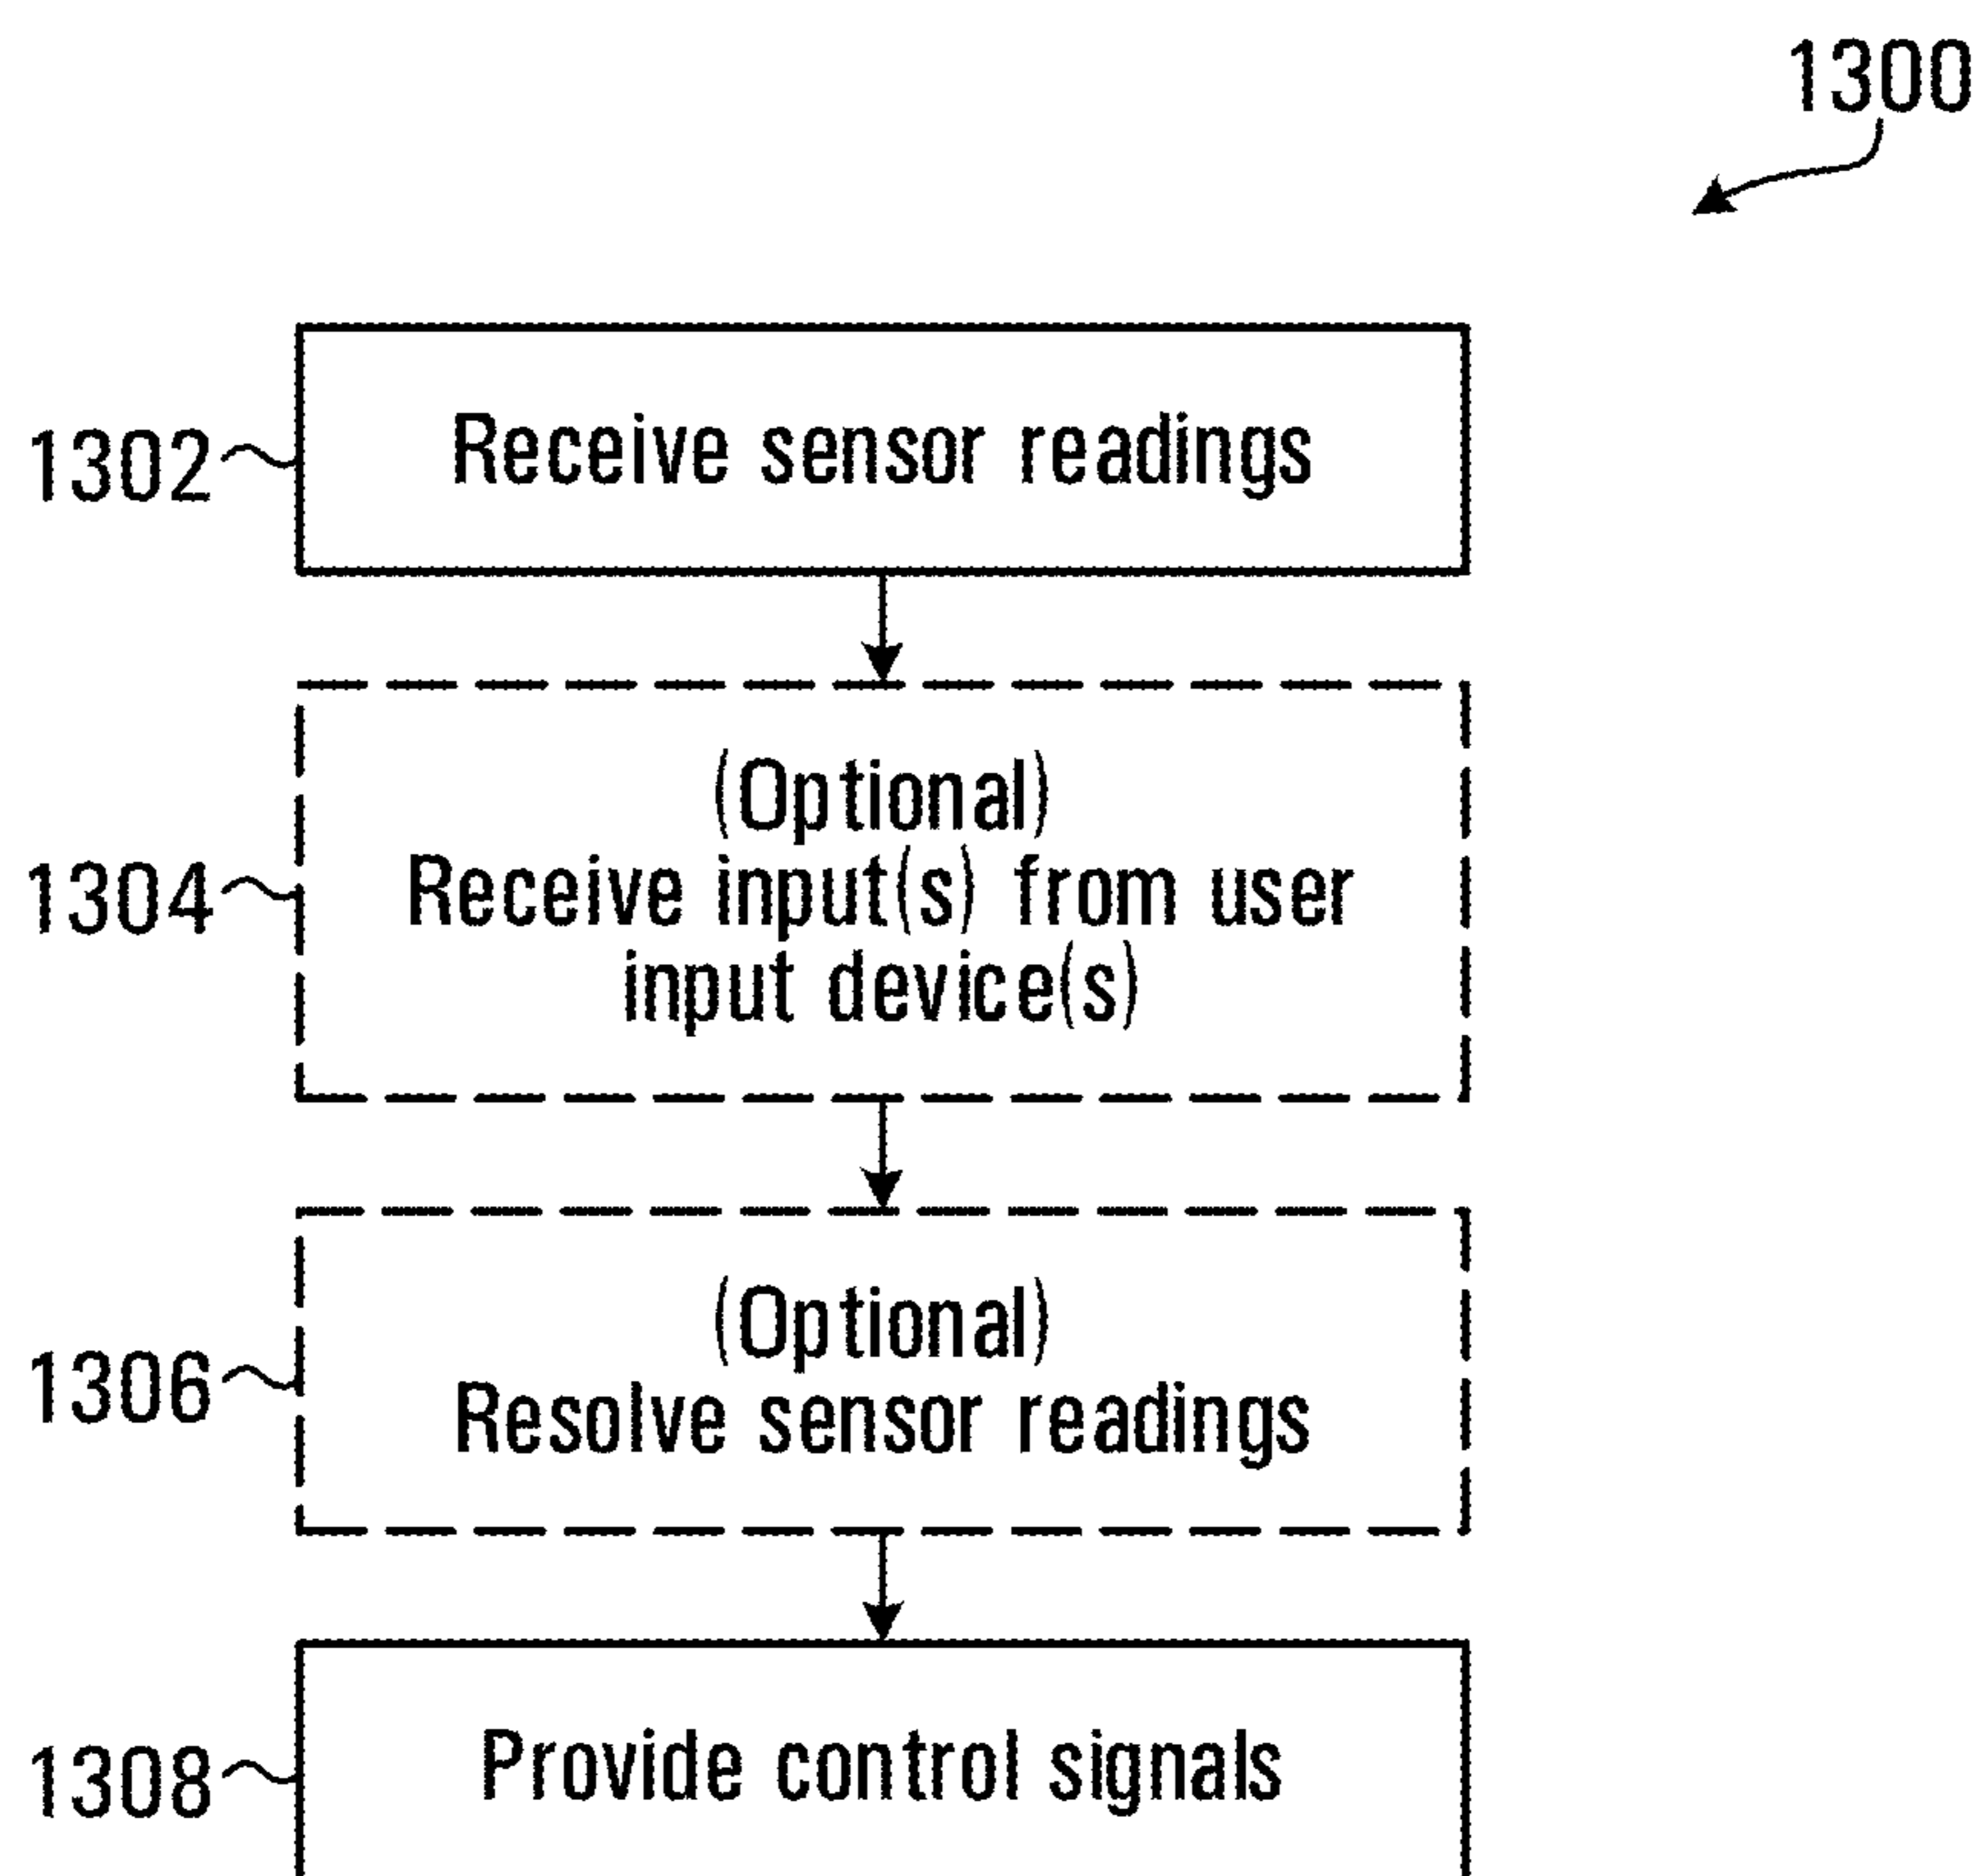 1300
1302
Receive sensor readings
(Optional)
1304
Receive input(s) from user
input device(s)
(Optional)
1306
Resolve sensor readings
1308
Provide control signals